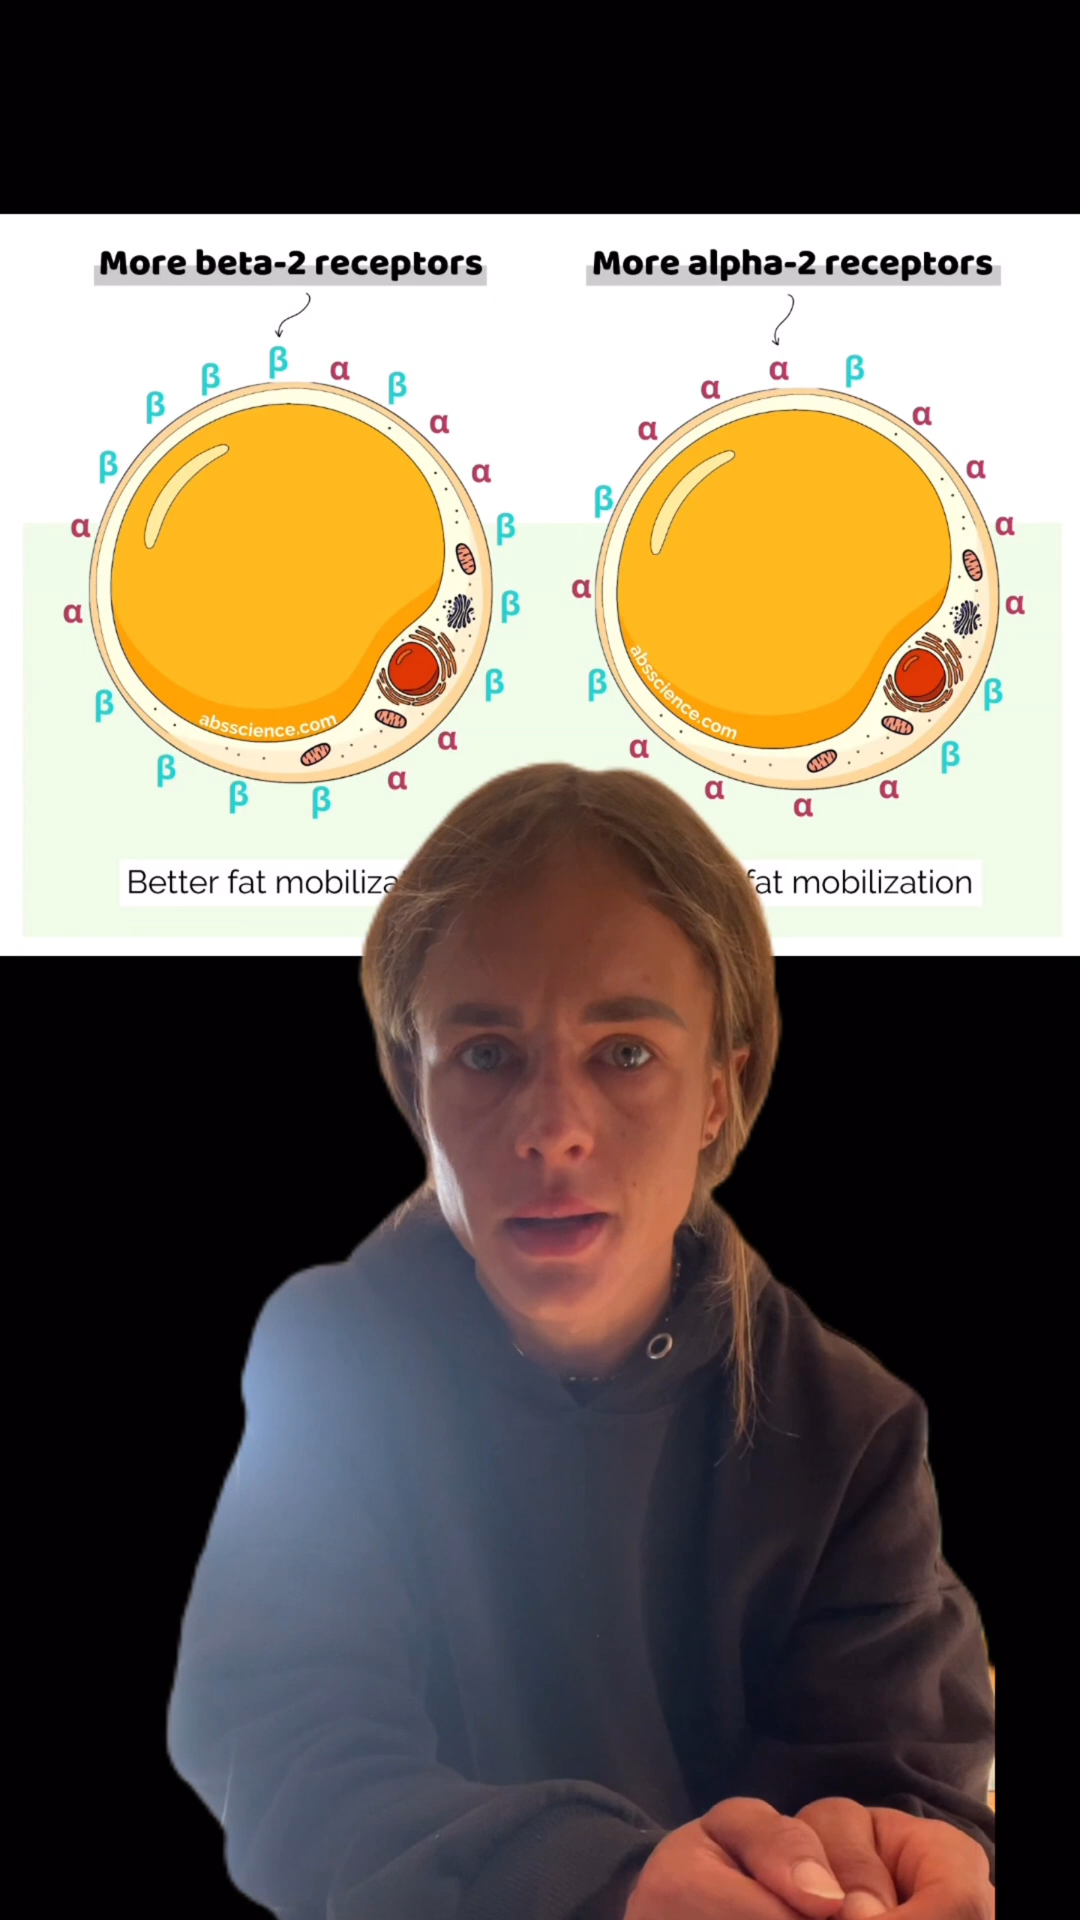 More beta-2 receptors
More alpha-2 receptors
β β β α β
α α
β
α β
α β
β β
α
β α
β β
α α β
α α
β α
α α
α
β β
α β
α α α
absscience.com
absscience.com
Better fat mobiliza
fat mobilization